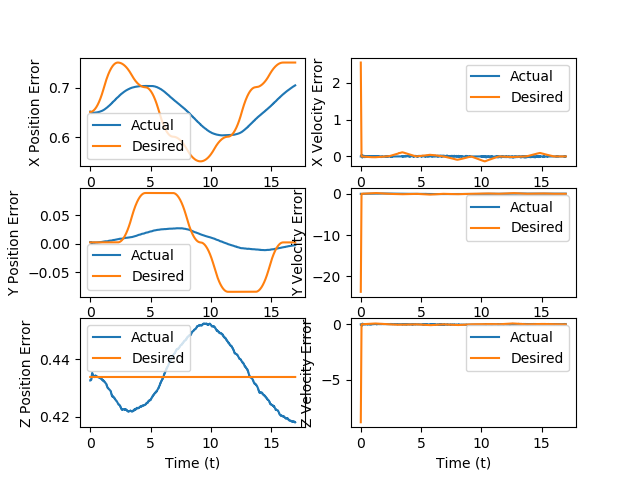 X Position Error
0.7
0.6
Actual
Desired
0
5
10
15
X Velocity Error
2
1
0
Actual
Desired
0
5
10
15
Y Position Error
0.05
0.00
−0.05
Actual
Desired
0
5
10
15
Y Velocity Error
0
−10
−20
Actual
Desired
0
5
10
15
Z Position Error
0.44
0.42
Actual
Desired
0
5
10
15
Time (t)
Z Velocity Error
0
−5
Actual
Desired
0
5
10
15
Time (t)